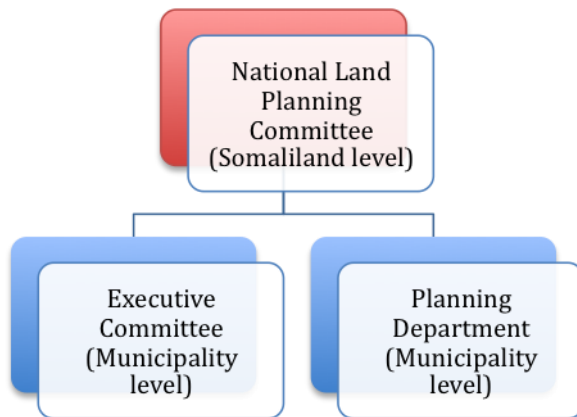 National Land
Planning
Committee
(Somaliland level)
Executive
Committee
(Municipality
level)
Planning
Department
(Municipality
level)